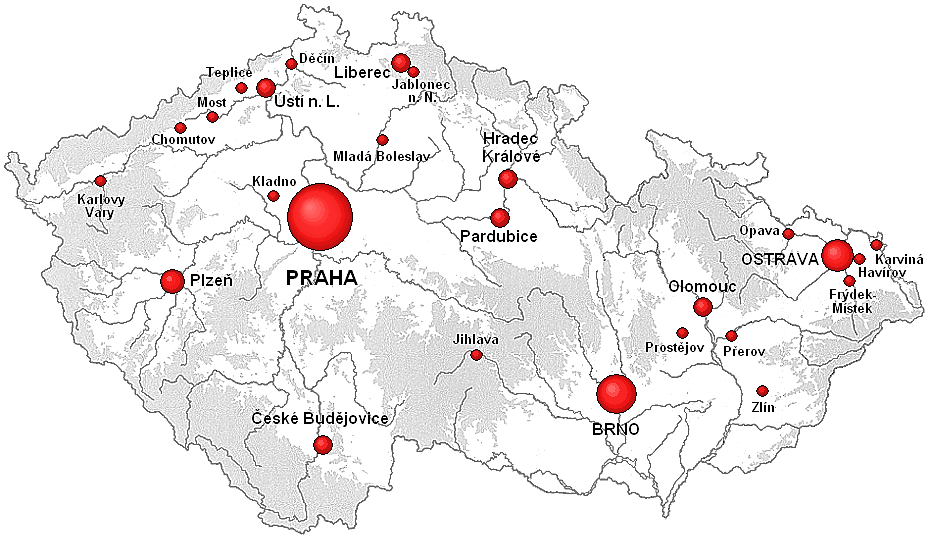 Děčín
Teplice
Liberec
Jablonec
n. N.
Ústí n. L.
Most
Chomutov
Mladá Boleslav
Hradec
Králové
Kladno
Karlovy
Vary
Pardubice
Opava
OSTRAVA
Karviná
Havířov
PRAHA
Plzeň
Olomouc
Frýdek-
Místek
Jihlava
Prostějov
Přerov
Zlín
České Budějovice
BRNO